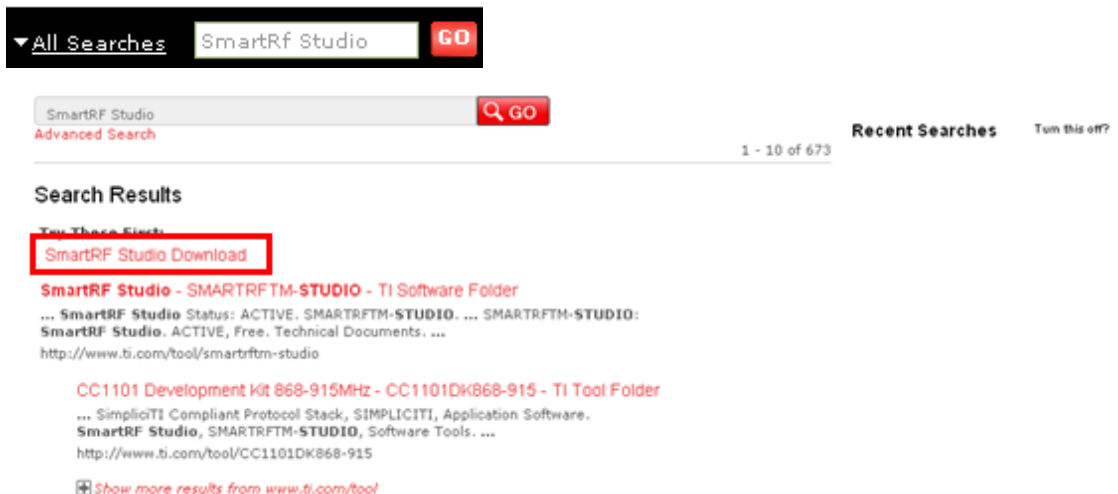 All Searches SmartRf Studio GO
SmartRF Studio GO
Advanced Search
Recent Searches Turn this off?
1 - 10 of 673
Search Results
Try These First:
SmartRF Studio Download
SmartRF Studio - SMARTRFTM-STUDIO - TI Software Folder
... SmartRF Studio Status: ACTIVE. SMARTRFTM-STUDIO. ... SMARTRFTM-STUDIO:
SmartRF Studio. ACTIVE, Free. Technical Documents. ...
http://www.ti.com/tool/smartrftm-studio
CC1101 Development Kit 868-915MHz - CC1101DK868-915 - TI Tool Folder
... SimpliciTI Compliant Protocol Stack, SIMPLICITI, Application Software.
SmartRF Studio, SMARTRFTM-STUDIO, Software Tools. ...
http://www.ti.com/tool/CC1101DK868-915
Show more results from www.ti.com/tool